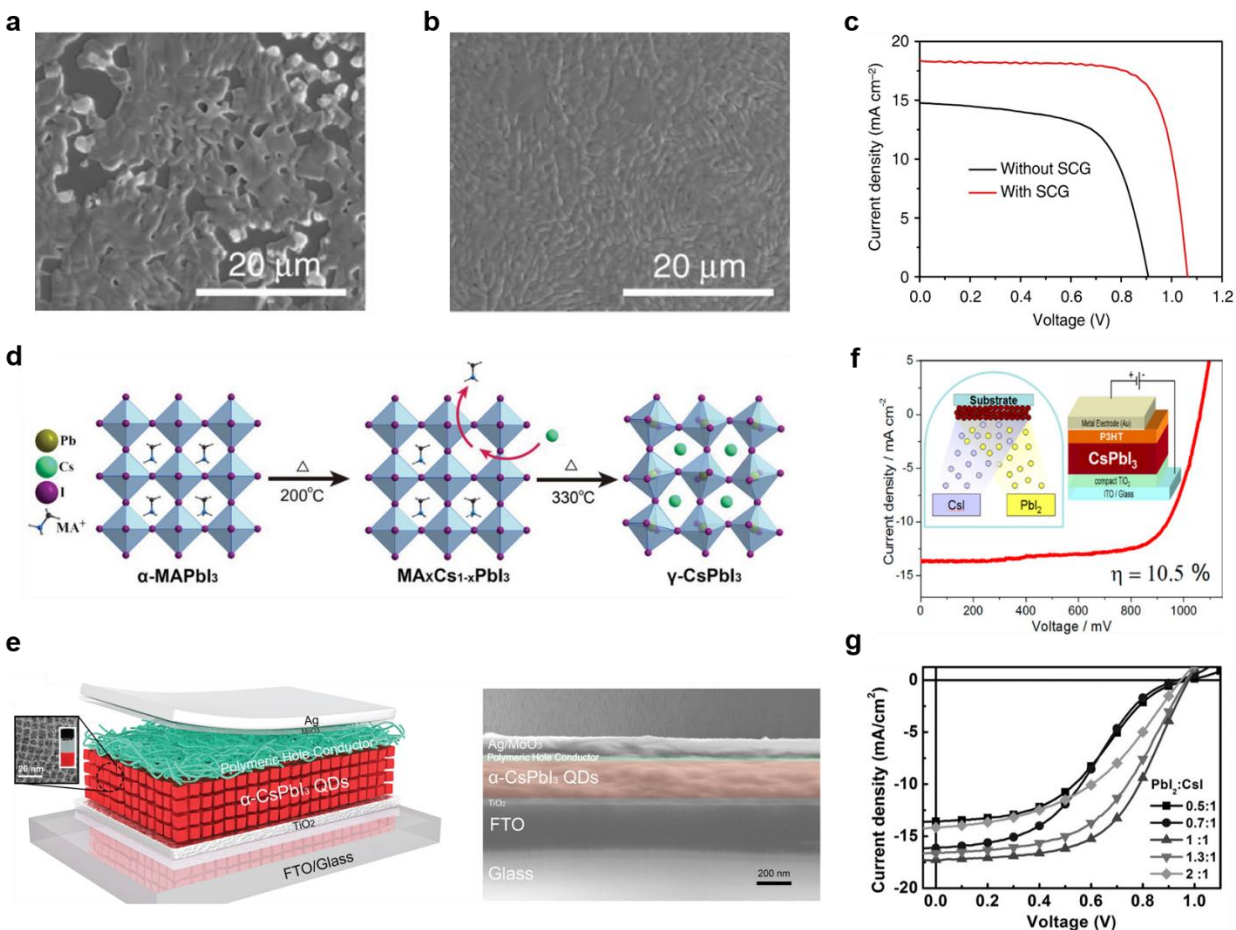 a
20 μm
b
20 μm
c
20
15
10
5
0
0.0 0.2 0.4 0.6 0.8 1.0 1.2
Current density (mA cm⁻²)
Voltage (V)
Without SCG
With SCG
d
Pb
Cs
I
MA⁺
△
200°C
△
330°C
α-MAPbI₃
MAₓCs₁₋ₓPbI₃
γ-CsPbI₃
f
5
0
-5
-10
-15
0 200 400 600 800 1000
Current density / mA cm⁻²
Voltage / mV
Substrate
CsI
PbI₂
+ -
Metal Electrode (Au)
P3HT
CsPbI₃
compact TiO₂
ITO / Glass
η = 10.5 %
e
20 nm
Ag
MoO₃
Polymeric Hole Conductor
α-CsPbI₃ QDs
TiO₂
FTO/Glass
Ag/MoO₃
Polymeric Hole Conductor
α-CsPbI₃ QDs
TiO₂
FTO
Glass
200 nm
g
0
-5
-10
-15
-20
0.0 0.2 0.4 0.6 0.8 1.0
Current density (mA/cm²)
Voltage (V)
PbI₂:CsI
0.5:1
0.7:1
1 :1
1.3:1
2 :1